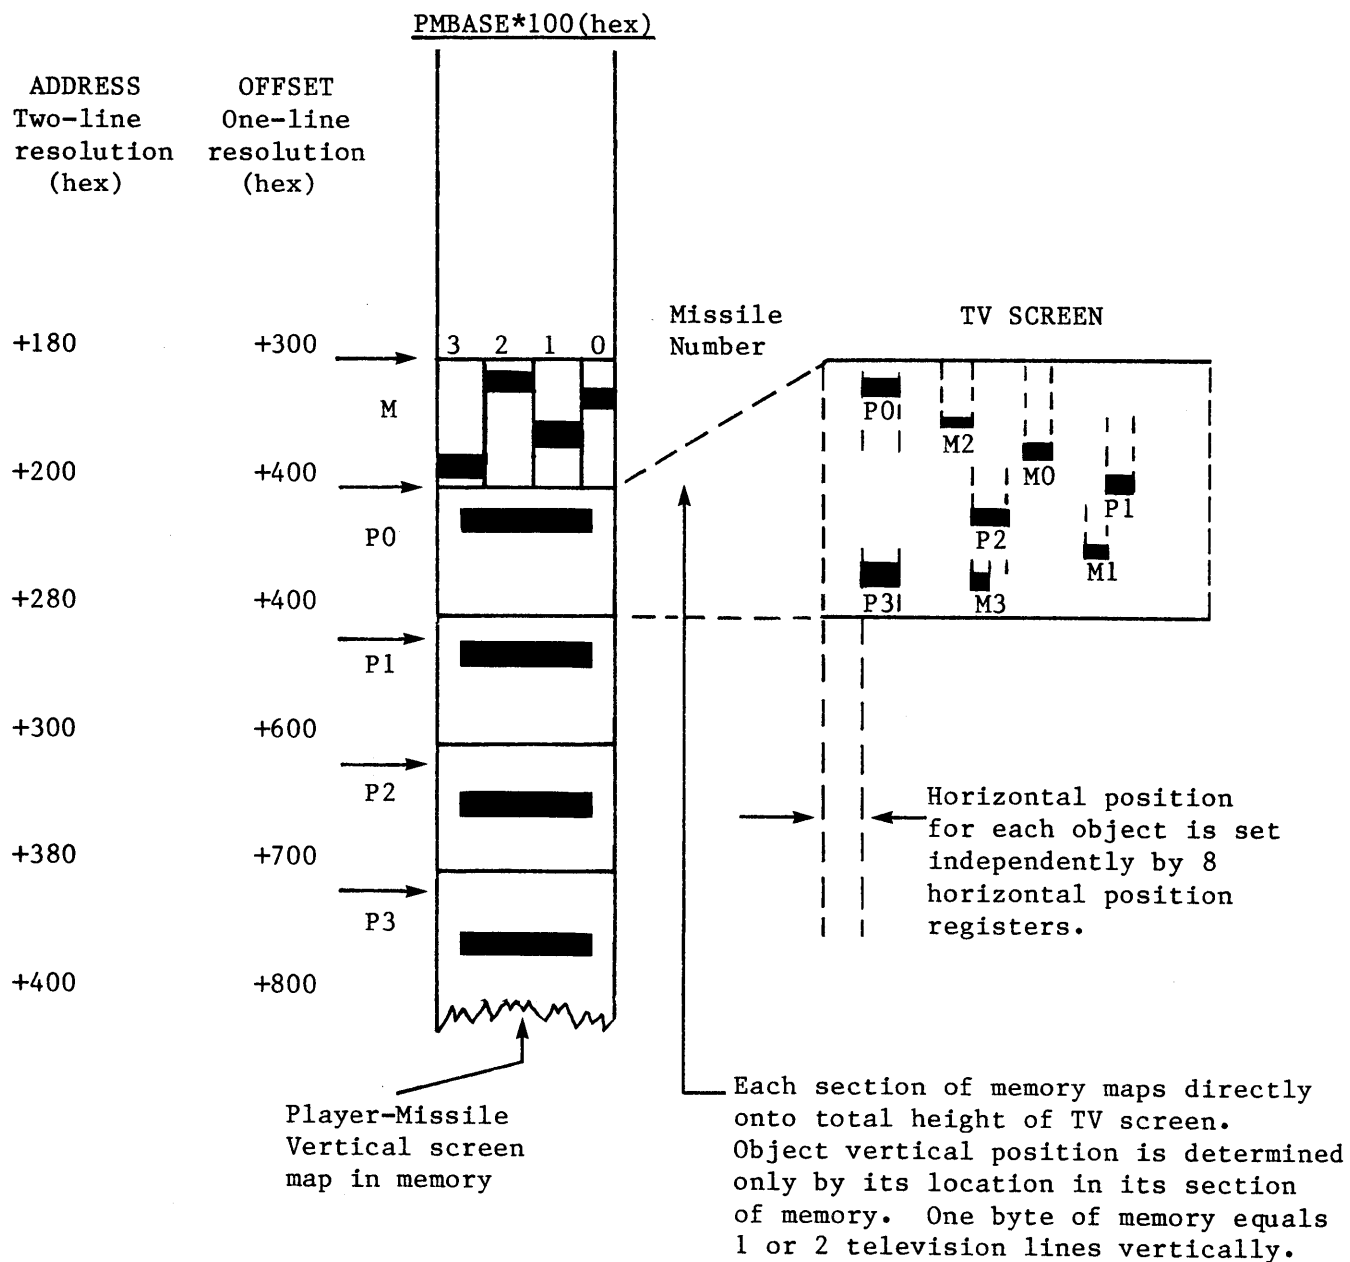 PMBASE*100(hex)
ADDRESS OFFSET
Two-line One-line
resolution resolution
(hex) (hex)
Missile
Number
TV SCREEN
+180 +300
3 2 1 0
M
+200 +400
P0
+280 +400
P1
+300 +600
P2
+380 +700
P3
+400 +800
P0
M2
M0
P1
P2
M1
P3
M3
Horizontal position
for each object is set
independently by 8
horizontal position
registers.
Player-Missile
Vertical screen
map in memory
Each section of memory maps directly
onto total height of TV screen.
Object vertical position is determined
only by its location in its section
of memory. One byte of memory equals
1 or 2 television lines vertically.